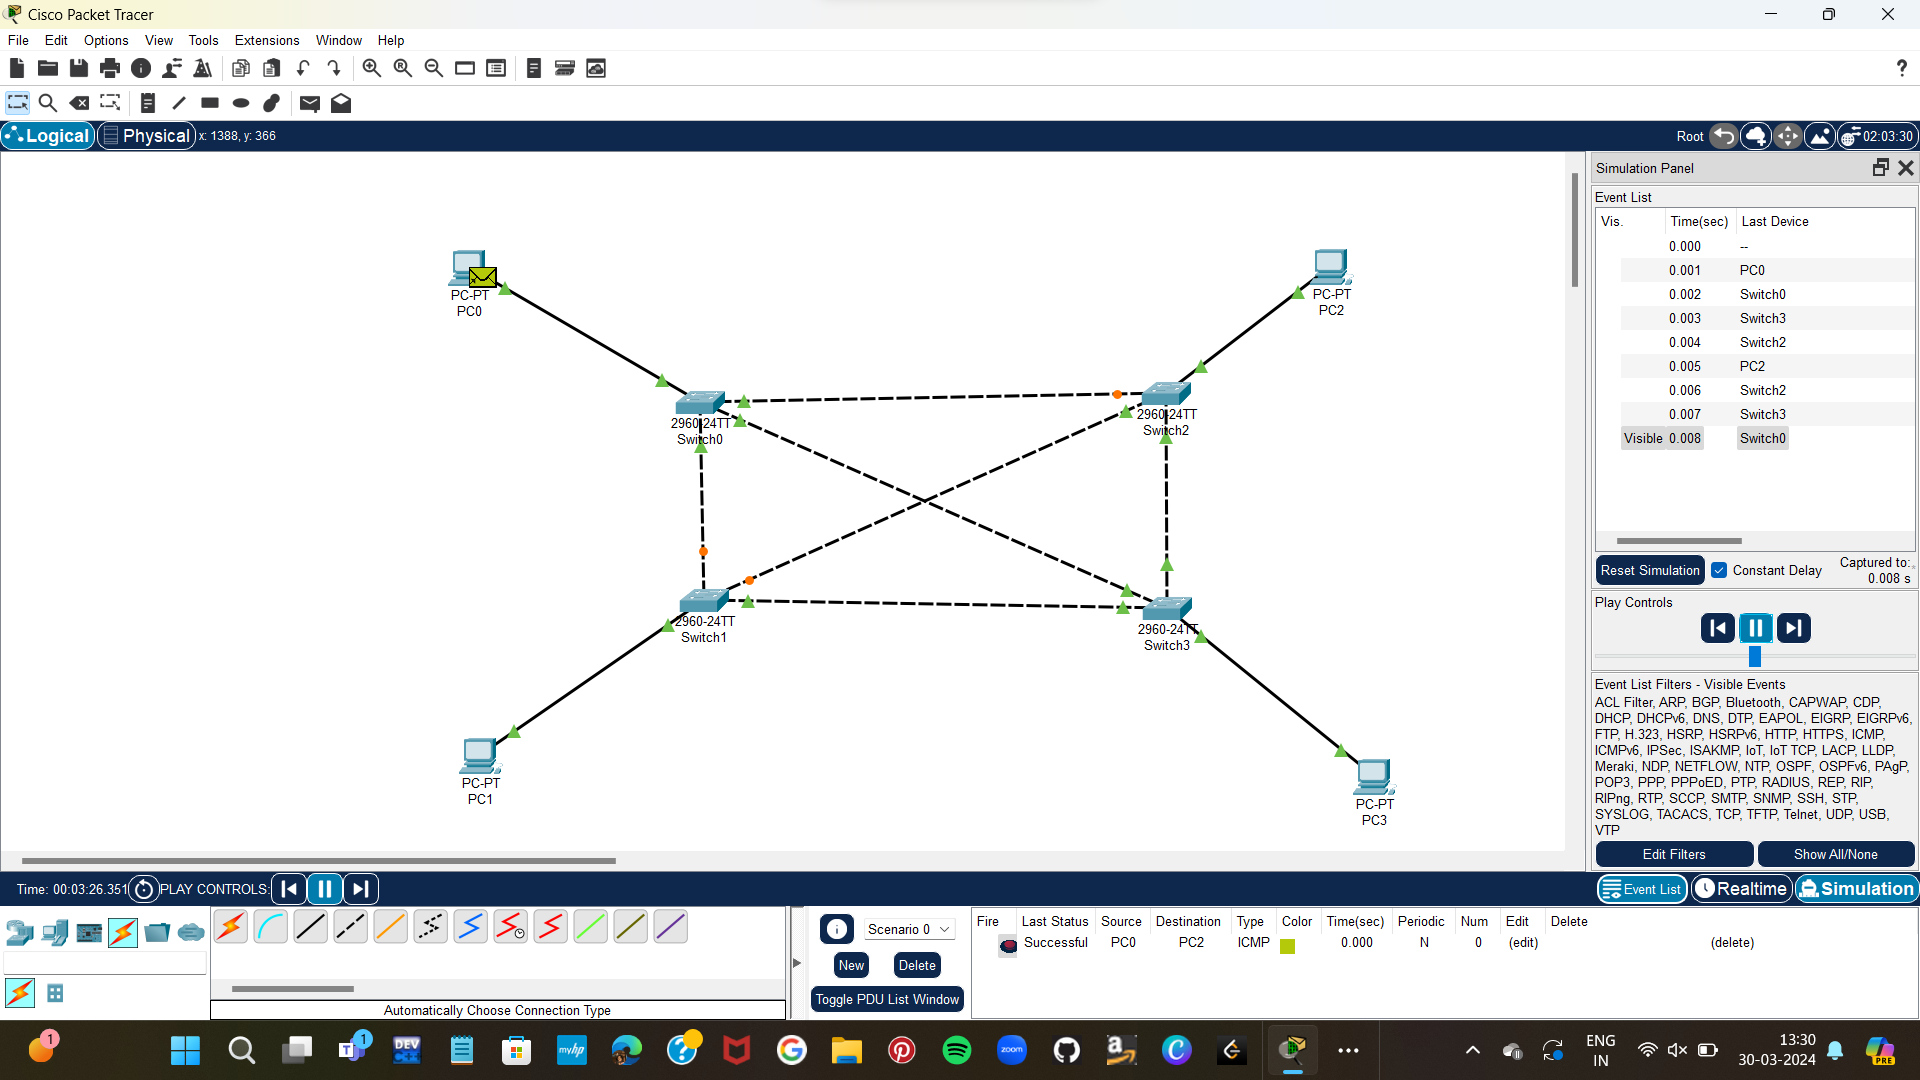 Cisco Packet Tracer
File Edit Options View Tools Extensions Window Help
?
Logical Physical x: 1388, y: 366 Root 02:03:30
Simulation Panel
Event List
Vis. Time(sec) Last Device
0.000 --
0.001 PC0
0.002 Switch0
0.003 Switch3
0.004 Switch2
0.005 PC2
0.006 Switch2
0.007 Switch3
Visible 0.008 Switch0
Reset Simulation Constant Delay Captured to:
0.008 s
Play Controls
Event List Filters - Visible Events
ACL Filter, ARP, BGP, Bluetooth, CAPWAP, CDP,
DHCP, DHCPv6, DNS, DTP, EAPOL, EIGRP, EIGRPv6,
FTP, H.323, HSRP, HSRPv6, HTTP, HTTPS, ICMP,
ICMPv6, IPSec, ISAKMP, IoT, IoT TCP, LACP, LLDP,
Meraki, NDP, NETFLOW, NTP, OSPF, OSPFv6, PAgP,
POP3, PPP, PPPoED, PTP, RADIUS, REP, RIP,
RIPng, RTP, SCCP, SMTP, SNMP, SSH, STP,
SYSLOG, TACACS, TCP, TFTP, Telnet, UDP, USB,
VTP
Edit Filters Show All/None
PC-PT
PC0
PC-PT
PC2
2960-24TT
Switch0
2960-24TT
Switch2
2960-24TT
Switch1
2960-24TT
Switch3
PC-PT
PC1
PC-PT
PC3
Time: 00:03:26.351 PLAY CONTROLS: Event List Realtime Simulation
Automatically Choose Connection Type
Scenario 0
New Delete
Toggle PDU List Window
Fire Last Status Source Destination Type Color Time(sec) Periodic Num Edit Delete
Successful PC0 PC2 ICMP 0.000 N 0 (edit) (delete)
1
1
DEV
C++
myhp
zoom
ENG
IN
13:30
30-03-2024
PRE